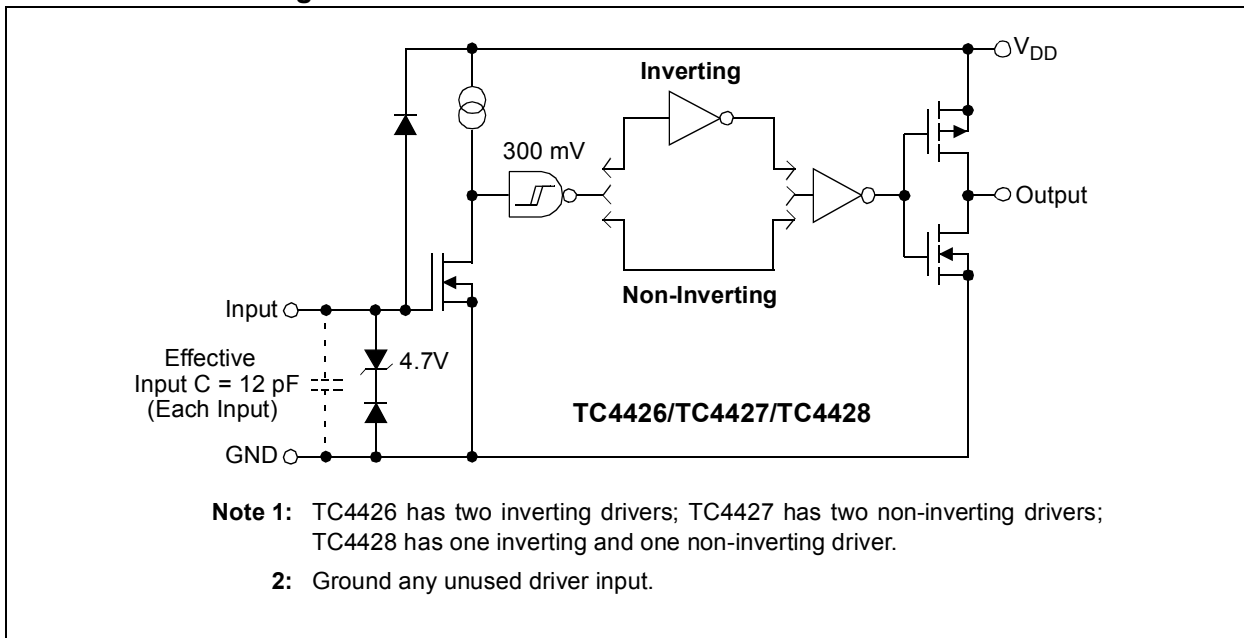 V_DD
Inverting
300 mV
Output
Non-Inverting
Input
Effective
Input C = 12 pF
(Each Input)
4.7V
TC4426/TC4427/TC4428
GND
Note 1: TC4426 has two inverting drivers; TC4427 has two non-inverting drivers;
TC4428 has one inverting and one non-inverting driver.
2: Ground any unused driver input.